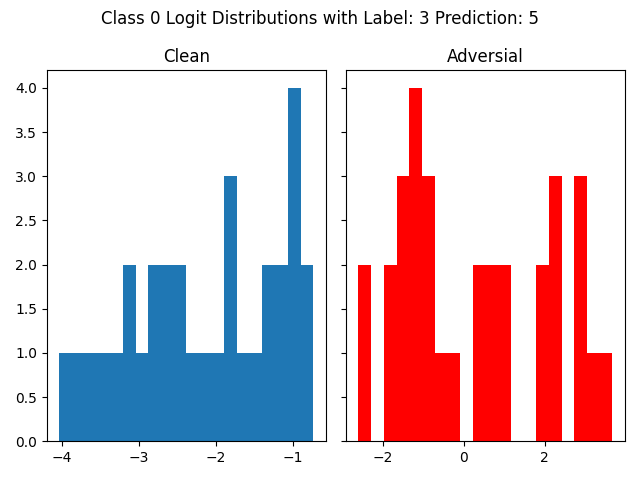 Class 0 Logit Distributions with Label: 3 Prediction: 5
Clean
Adversial
4.0
3.5
3.0
2.5
2.0
1.5
1.0
0.5
0.0
−4 −3 −2 −1
−2 0 2